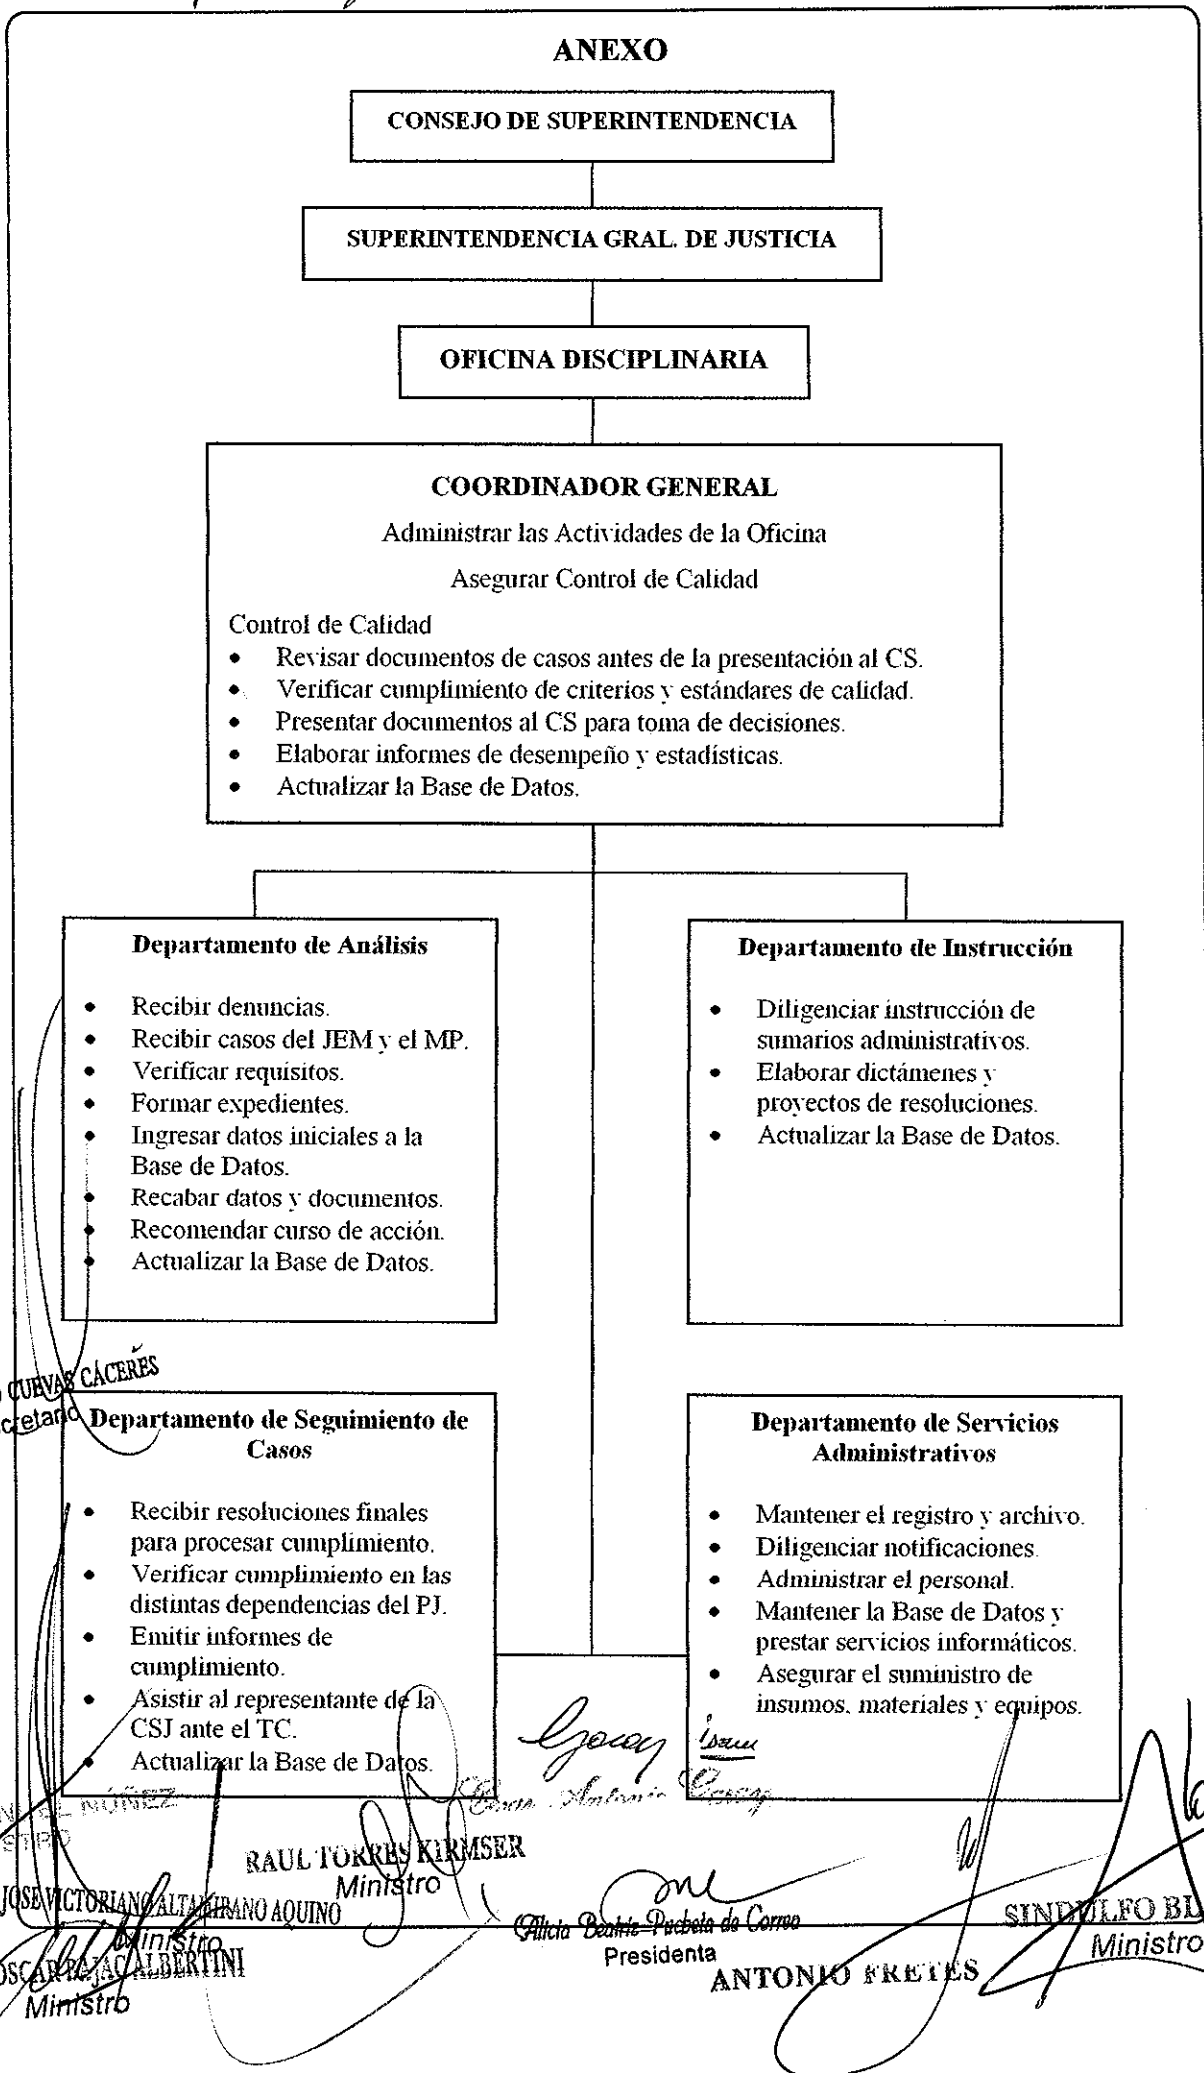 ANEXO
CONSEJO DE SUPERINTENDENCIA
SUPERINTENDENCIA GRAL. DE JUSTICIA
OFICINA DISCIPLINARIA
COORDINADOR GENERAL
Administrar las Actividades de la Oficina
Asegurar Control de Calidad
Control de Calidad
• Revisar documentos de casos antes de la presentación al CS.
• Verificar cumplimiento de criterios y estándares de calidad.
• Presentar documentos al CS para toma de decisiones.
• Elaborar informes de desempeño y estadísticas.
• Actualizar la Base de Datos.
Departamento de Análisis
• Recibir denuncias.
• Recibir casos del JEM y el MP.
• Verificar requisitos.
• Formar expedientes.
• Ingresar datos iniciales a la
Base de Datos.
• Recabar datos y documentos.
• Recomendar curso de acción.
• Actualizar la Base de Datos.
Departamento de Instrucción
• Diligenciar instrucción de
sumarios administrativos.
• Elaborar dictámenes y
proyectos de resoluciones.
• Actualizar la Base de Datos.
CUEVAS CÁCERES
cretario
Departamento de Seguimiento de
Casos
• Recibir resoluciones finales
para procesar cumplimiento.
• Verificar cumplimiento en las
distintas dependencias del PJ.
• Emitir informes de
cumplimiento.
• Asistir al representante de la
CSJ ante el TC.
• Actualizar la Base de Datos.
Departamento de Servicios
Administrativos
• Mantener el registro y archivo.
• Diligenciar notificaciones.
• Administrar el personal.
• Mantener la Base de Datos y
prestar servicios informáticos.
• Asegurar el suministro de
insumos, materiales y equipos.
Antonio
NÚÑEZ
RAUL TORRES KIRMSER
Ministro
JOSE VICTORIANO ALTAMIRANO AQUINO
Ministro
OSCAR BAJAC ALBERTINI
Ministro
Alicia Beatriz Pucheta de Correa
Presidenta
ANTONIO FRETES
SINDULFO BL
Ministro